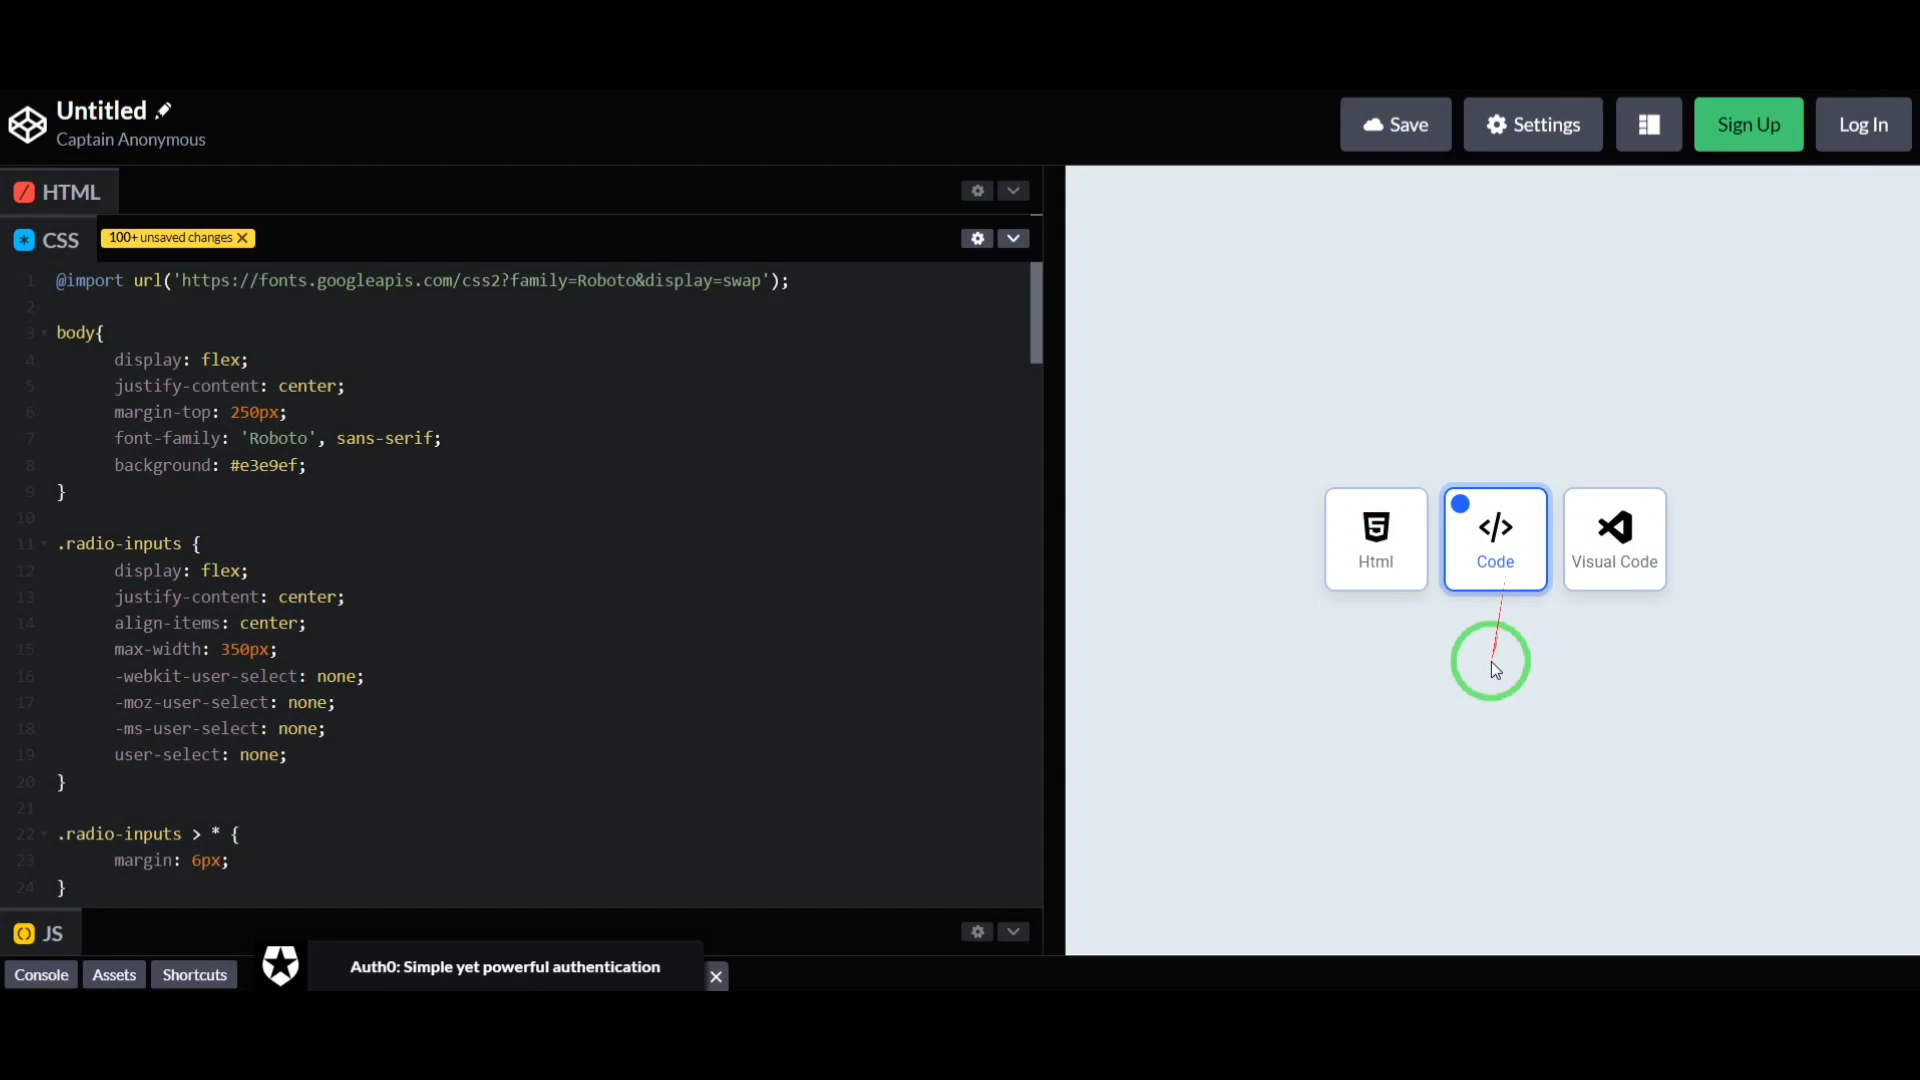 Untitled
Captain Anonymous
Save
Settings
Sign Up
Log In
HTML
CSS
100+ unsaved changes
1 @import url('https://fonts.googleapis.com/css2?family=Roboto&display=swap');
2
3 body{
4 display: flex;
5 justify-content: center;
6 margin-top: 250px;
7 font-family: 'Roboto', sans-serif;
8 background: #e3e9ef;
9 }
10
11 .radio-inputs {
12 display: flex;
13 justify-content: center;
14 align-items: center;
15 max-width: 350px;
16 -webkit-user-select: none;
17 -moz-user-select: none;
18 -ms-user-select: none;
19 user-select: none;
20 }
21
22 .radio-inputs > * {
23 margin: 6px;
24 }
Html
Code
Visual Code
JS
Console
Assets
Shortcuts
Auth0: Simple yet powerful authentication